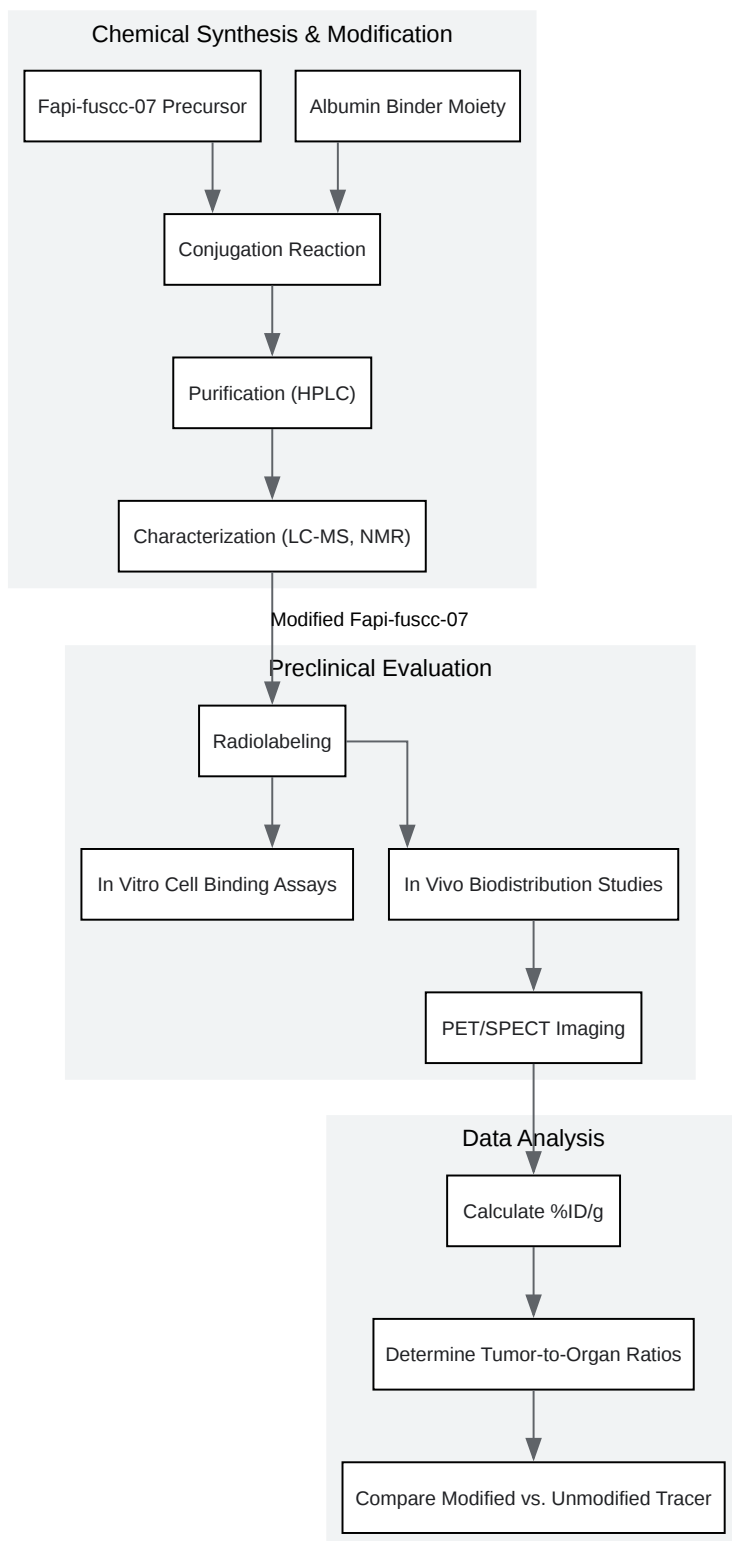 Chemical Synthesis & Modification
Fapi-fuscc-07 Precursor
Albumin Binder Moiety
Conjugation Reaction
Purification (HPLC)
Characterization (LC-MS, NMR)
Modified Fapi-fuscc-07
Preclinical Evaluation
Radiolabeling
In Vitro Cell Binding Assays
In Vivo Biodistribution Studies
PET/SPECT Imaging
Data Analysis
Calculate %ID/g
Determine Tumor-to-Organ Ratios
Compare Modified vs. Unmodified Tracer